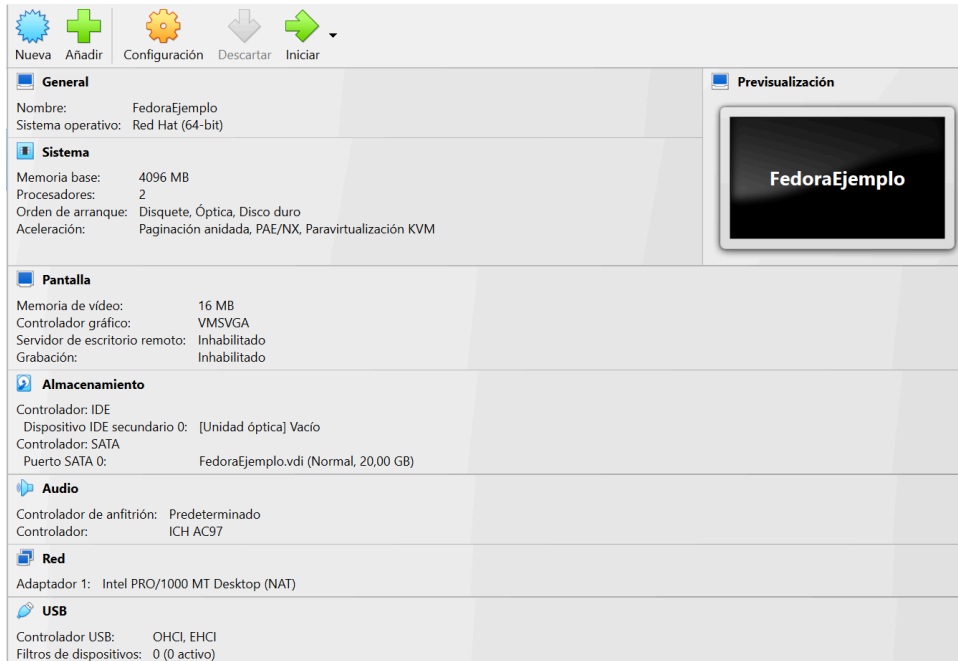 Nueva Añadir Configuración Descartar Iniciar
General
Nombre: FedoraEjemplo
Sistema operativo: Red Hat (64-bit)
Previsualización
FedoraEjemplo
Sistema
Memoria base: 4096 MB
Procesadores: 2
Orden de arranque: Disquete, Óptica, Disco duro
Aceleración: Paginación anidada, PAE/NX, Paravirtualización KVM
Pantalla
Memoria de vídeo: 16 MB
Controlador gráfico: VMSVGA
Servidor de escritorio remoto: Inhabilitado
Grabación: Inhabilitado
Almacenamiento
Controlador: IDE
Dispositivo IDE secundario 0: [Unidad óptica] Vacío
Controlador: SATA
Puerto SATA 0: FedoraEjemplo.vdi (Normal, 20,00 GB)
Audio
Controlador de anfitrión: Predeterminado
Controlador: ICH AC97
Red
Adaptador 1: Intel PRO/1000 MT Desktop (NAT)
USB
Controlador USB: OHCI, EHCI
Filtros de dispositivos: 0 (0 activo)